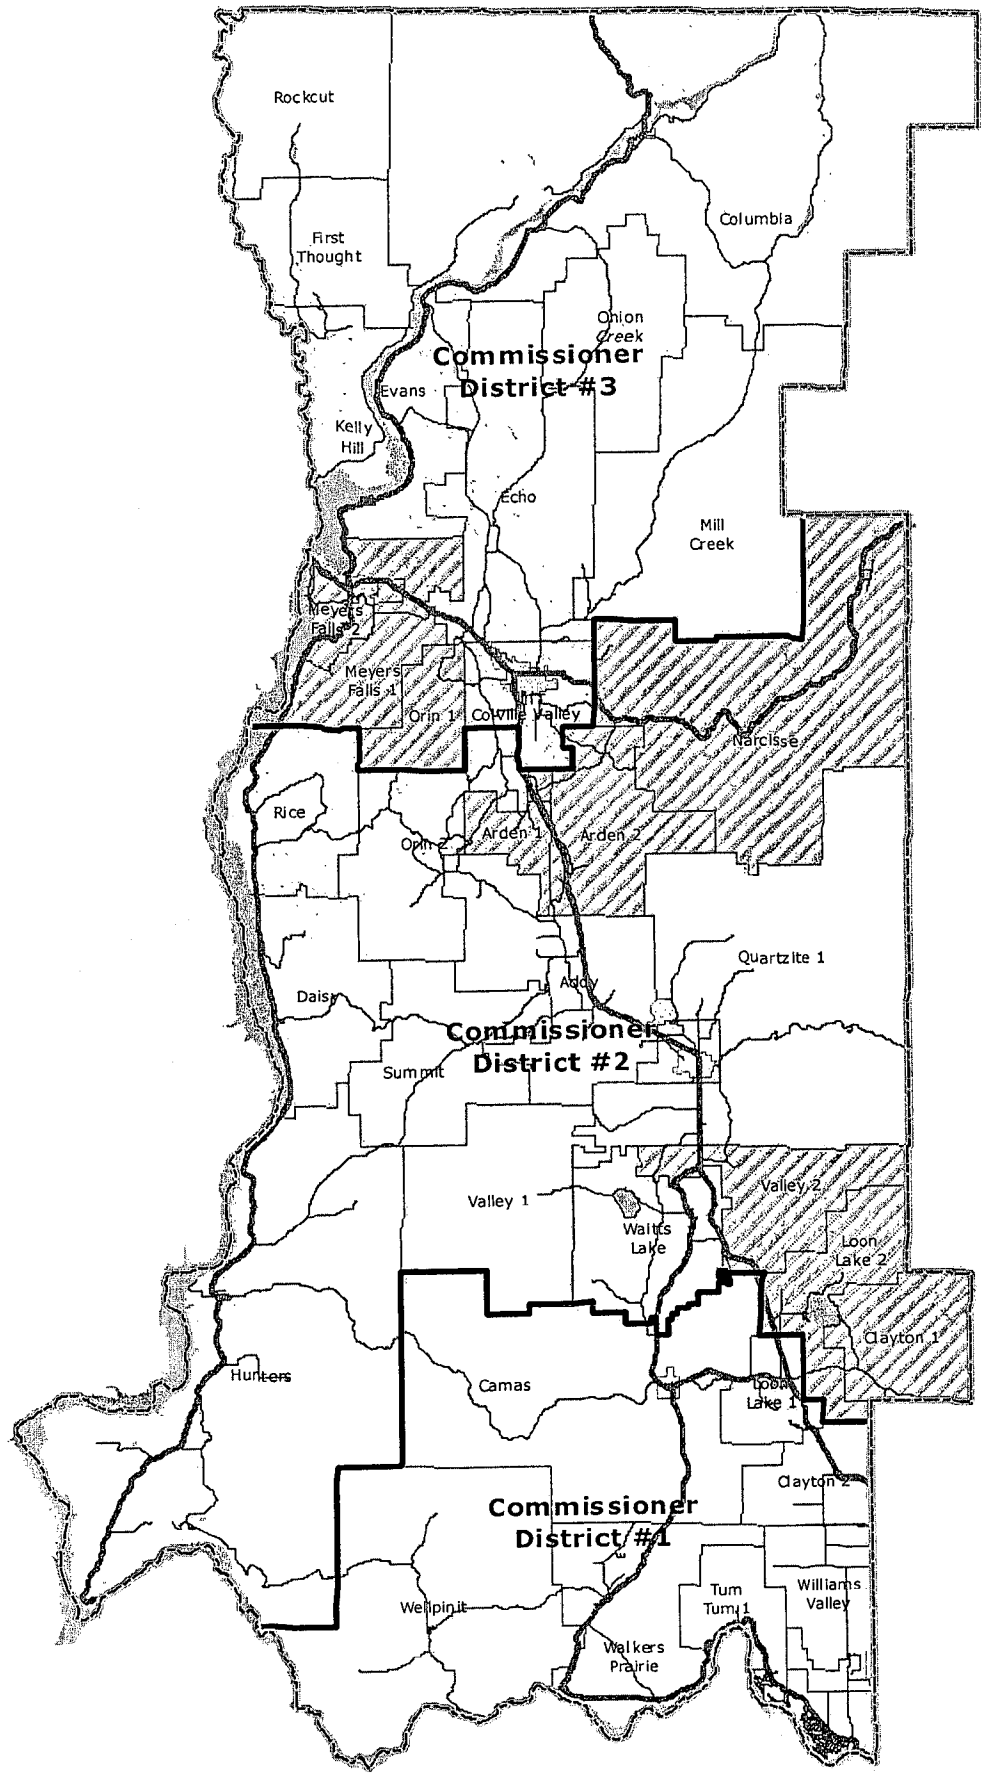 Rockcut
Columbia
First
Thought
Onion
Creek
Commissioner
District #3
Evans
Kelly
Hill
Echo
Mill
Creek
Meyers
Falls 2
Meyers
Falls 1
Orin 1
Colville Valley
Narcisse
Rice
Orin 2
Arden 1
Arden 2
Quartzite 1
Addy
Daisy
Commissioner
District #2
Summit
Valley 2
Valley 1
Waitts
Lake
Loon
Lake 2
Clayton 1
Hunters
Camas
Loon
Lake 1
Clayton 2
Commissioner
District #1
Tum
Tum 1
Williams
Valley
Wellpinit
Walkers
Prairie